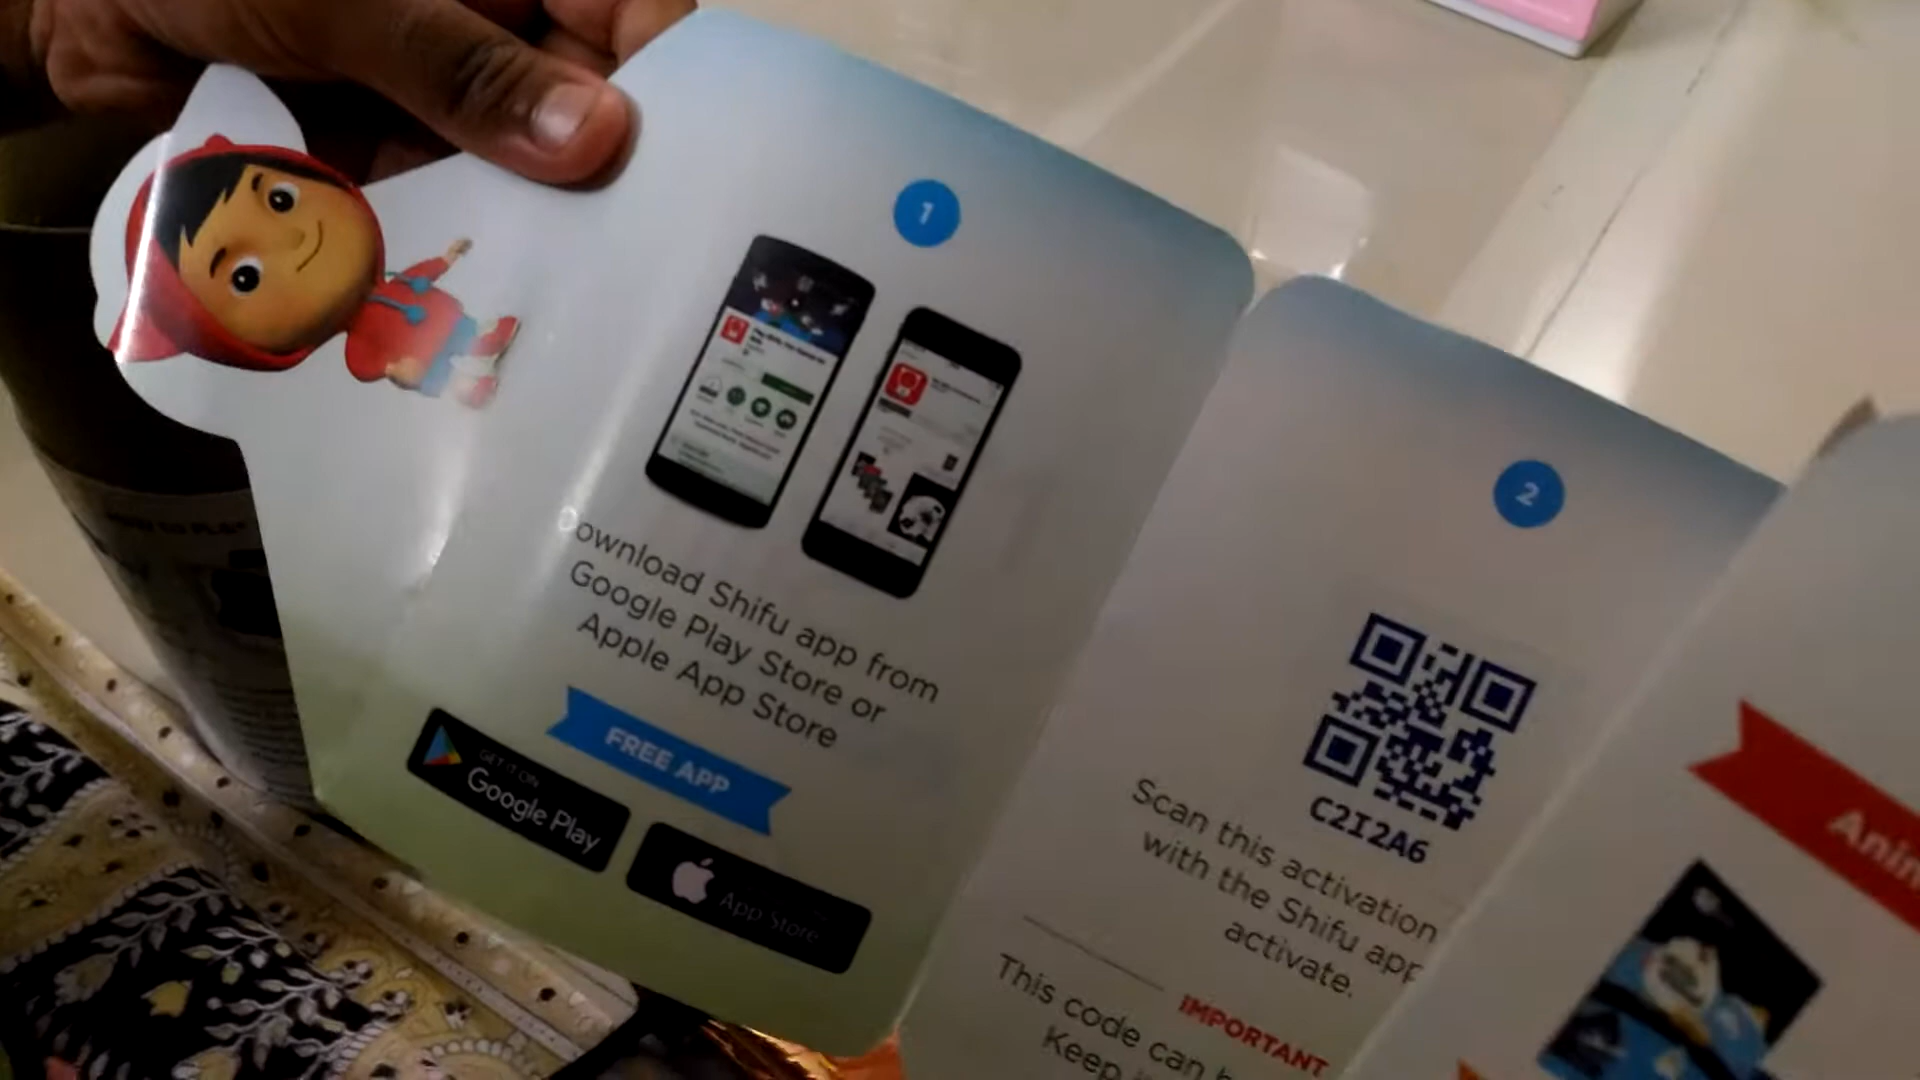 1
Download Shifu app from
Google Play Store or
Apple App Store
FREE APP
GET IT ON
Google Play
App Store
2
C2I2A6
Scan this activation
with the Shifu app
activate.
IMPORTANT
This code can
Keep